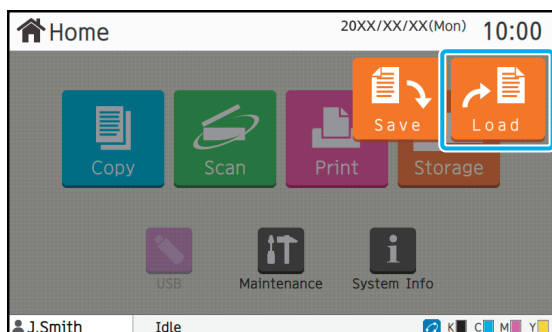 Home 20XX/XX/XX(Mon) 10:00
Save Load
Copy Scan Print Storage
USB Maintenance System Info
J.Smith Idle K C M Y